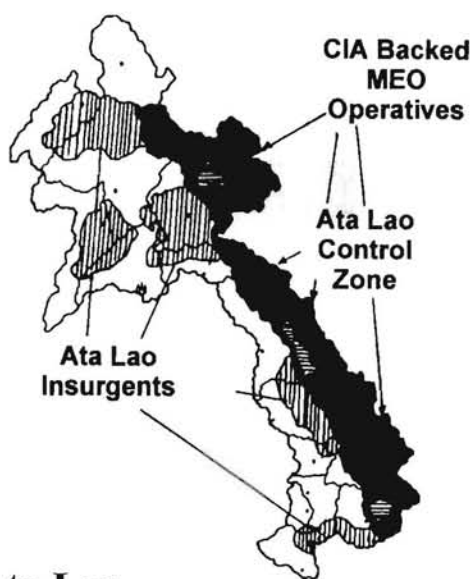 CIA Backed
MEO
Operatives
Ata Lao
Control
Zone
Ata Lao
Insurgents